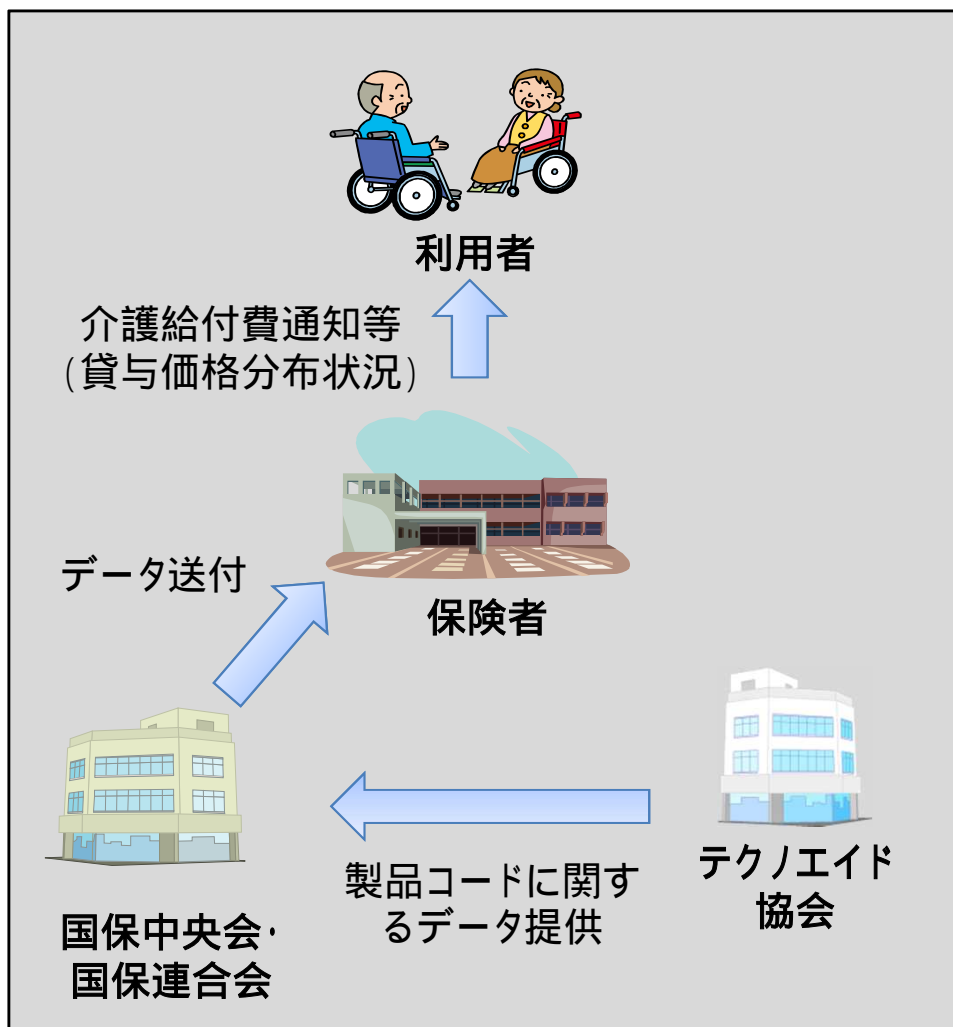 利用者
介護給付費通知等
(貸与価格分布状況)
データ送付
保険者
テクノエイド
協会
製品コードに関す
るデータ提供
国保中央会・
国保連合会